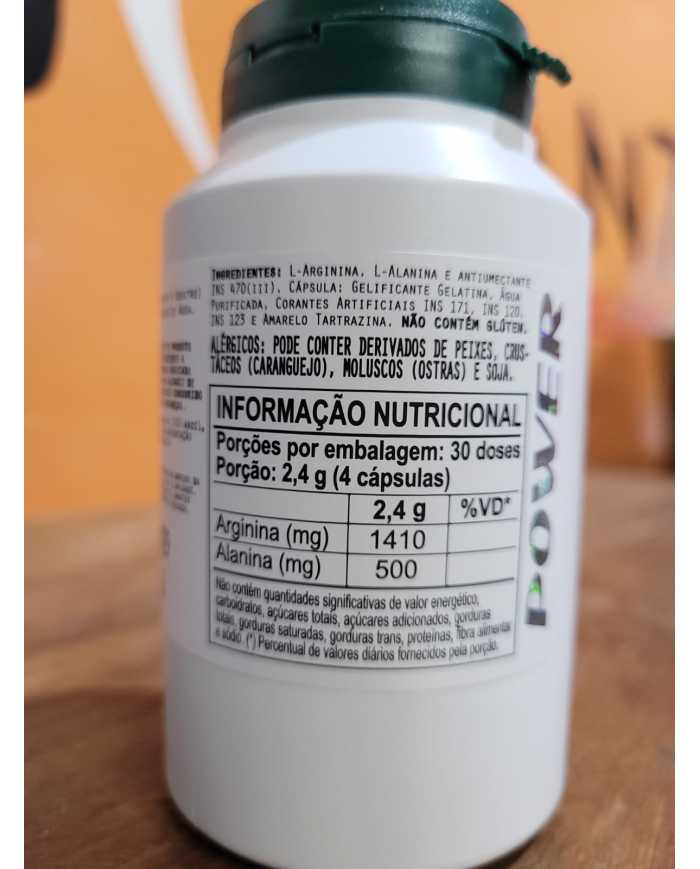 INGREDIENTES: L-ARGININA, L-ALANINA E ANTIUMECTANTE
INS 470(III). CÁPSULA: GELIFICANTE GELATINA, ÁGUA
PURIFICADA, CORANTES ARTIFICIAIS INS 171, INS 120,
INS 123 E AMARELO TARTRAZINA. NÃO CONTÉM GLÚTEN.
ALÉRGICOS: PODE CONTER DERIVADOS DE PEIXES, CRUS-
TÁCEOS (CARANGUEJO), MOLUSCOS (OSTRAS) E SOJA.
INFORMAÇÃO NUTRICIONAL
Porções por embalagem: 30 doses
Porção: 2,4 g (4 cápsulas)
2,4 g %VD*
Arginina (mg) 1410
Alanina (mg) 500
Não contém quantidades significativas de valor energético,
carboidratos, açúcares totais, açúcares adicionados, gorduras
totais, gorduras saturadas, gorduras trans, proteínas, fibra alimentar
e sódio. (*) Percentual de valores diários fornecidos pela porção.
POWER